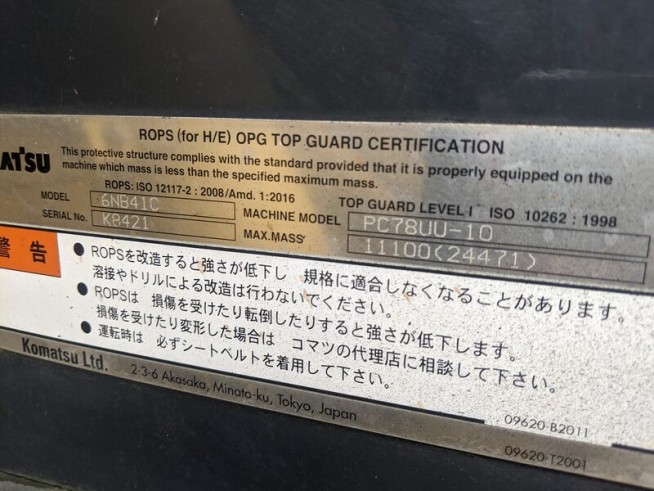 ROPS (for H/E) OPG TOP GUARD CERTIFICATION
ATSU
This protective structure complies with the standard provided that it is properly equipped on the
machine which mass is less than the specified maximum mass.
ROPS: ISO 12117-2 : 2008/Amd. 1:2016
TOP GUARD LEVEL I ISO 10262 : 1998
MODEL 6NB41C
MACHINE MODEL PC78UU-10
SERIAL No. K8421
MAX.MASS 11100(24471)
警告
● ROPSを改造すると強さが低下し 規格に適合しなくなることがあります。
溶接やドリルによる改造は行わないでください。
● ROPSは 損傷を受けたり転倒したりすると強さが低下します。
損傷を受けたり変形した場合は コマツの代理店に相談して下さい。
● 運転時は 必ずシートベルトを着用して下さい。
09620-B2011
Komatsu Ltd. 2-3-6 Akasaka, Minato-ku, Tokyo, Japan
09620-T2001